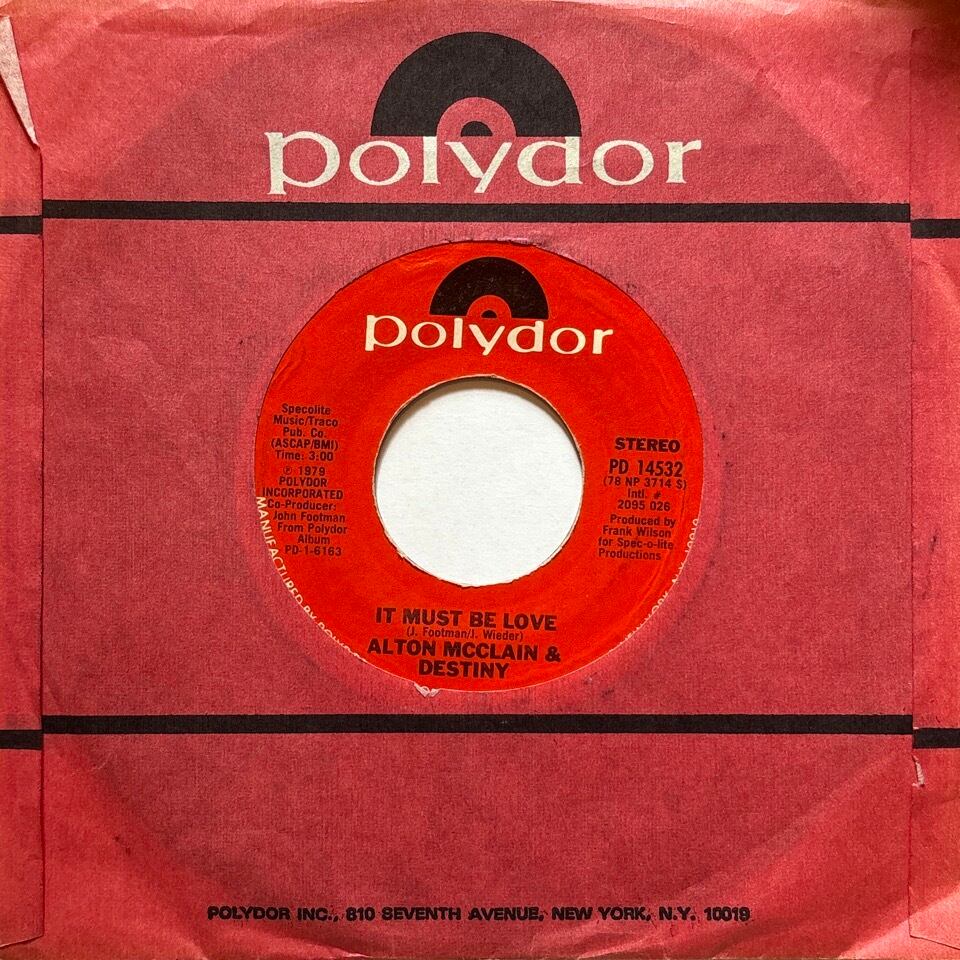 polydor
polydor
Specolite
Music/Traco
Pub. Co.
(ASCAP/BMI)
Time: 3:00
℗ 1979
POLYDOR
INCORPORATED
Co-Producer:
John Footman
From Polydor
Album
PD-1-6163
STEREO
PD 14532
(78 NP 3714 S)
Intl. #
2095 026
Produced by
Frank Wilson
for Spec-o-lite
Productions
MANUFACTURED BY
IT MUST BE LOVE
(J. Footman/J. Wieder)
ALTON MCCLAIN &
DESTINY
POLYDOR INC., 810 SEVENTH AVENUE, NEW YORK, N.Y. 10019